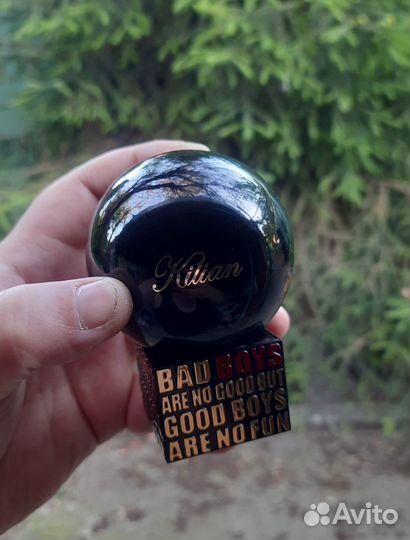 Kilian
BAD BOYS
ARE NO GOOD BUT
GOOD BOYS
ARE NO FUN
Avito